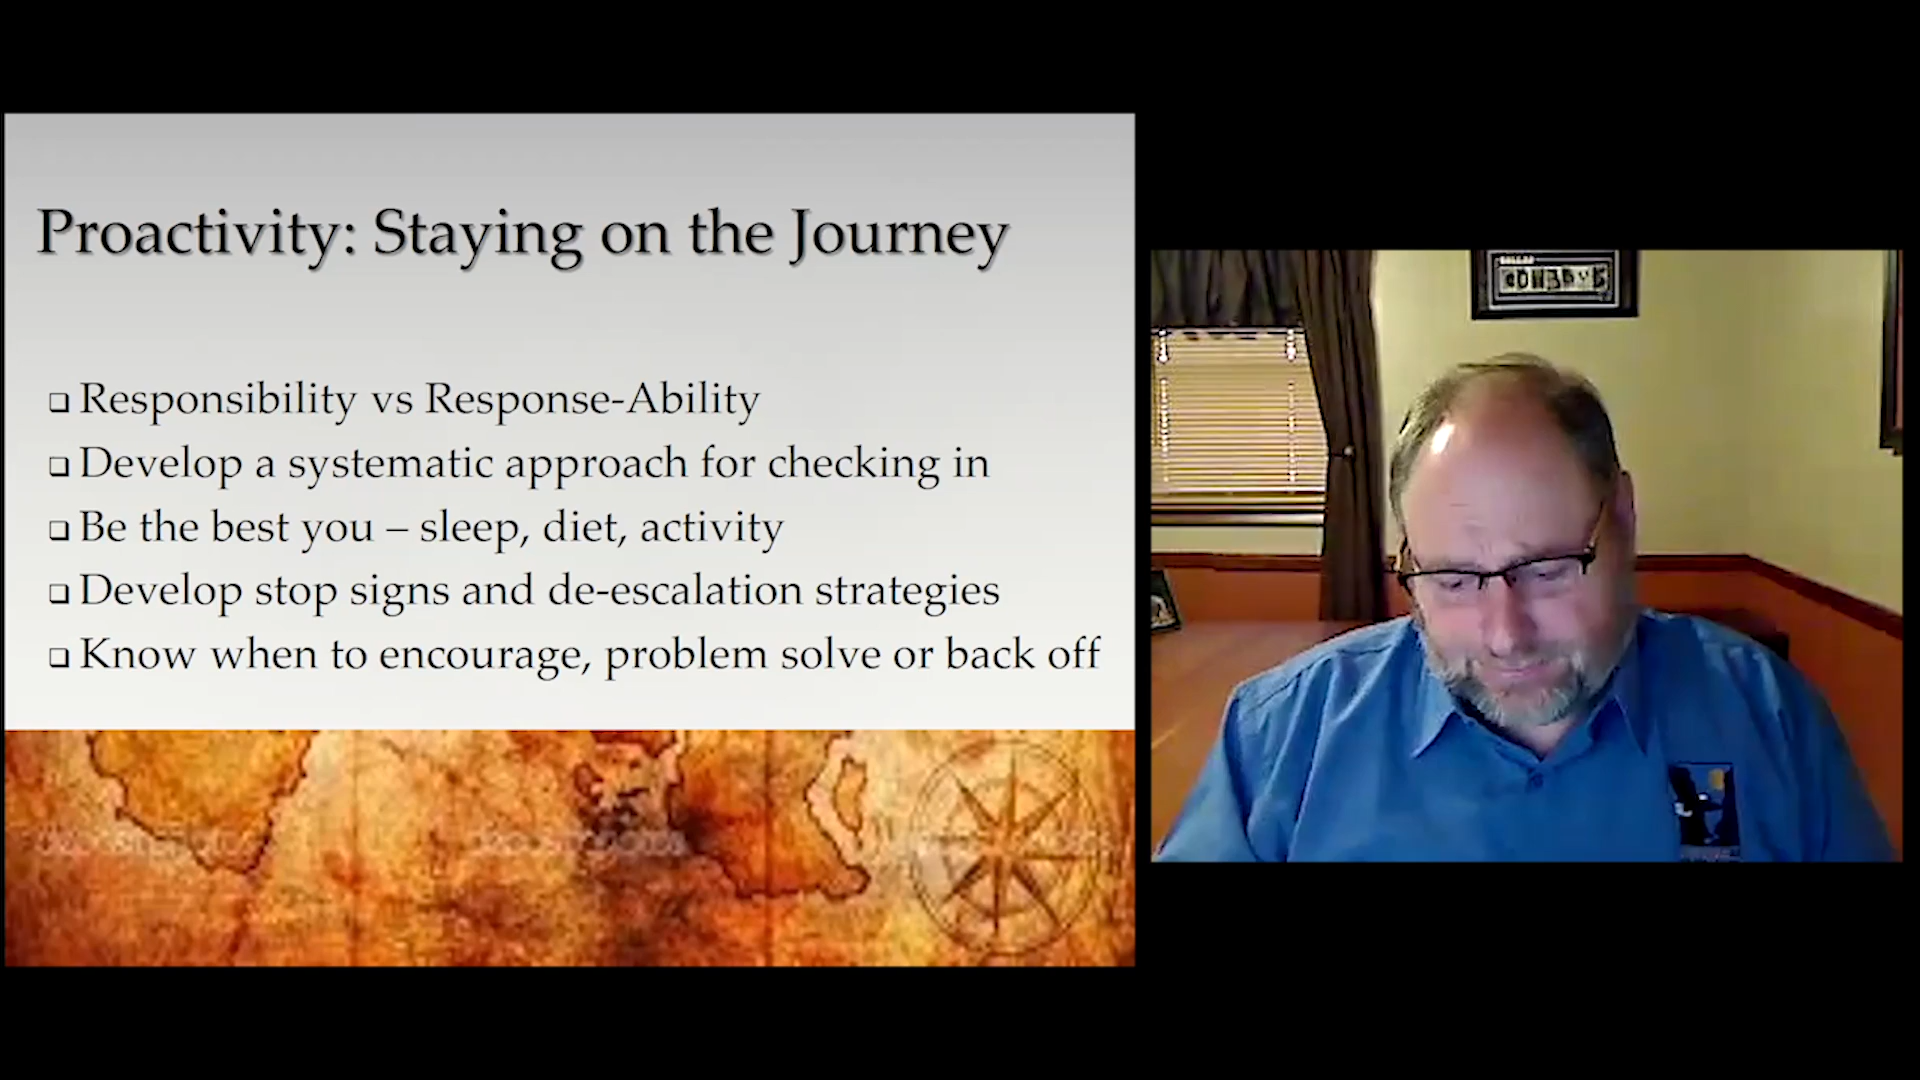 Proactivity: Staying on the Journey
Responsibility vs Response-Ability
Develop a systematic approach for checking in
Be the best you – sleep, diet, activity
Develop stop signs and de-escalation strategies
Know when to encourage, problem solve or back off
DALLAS
COWBOYS